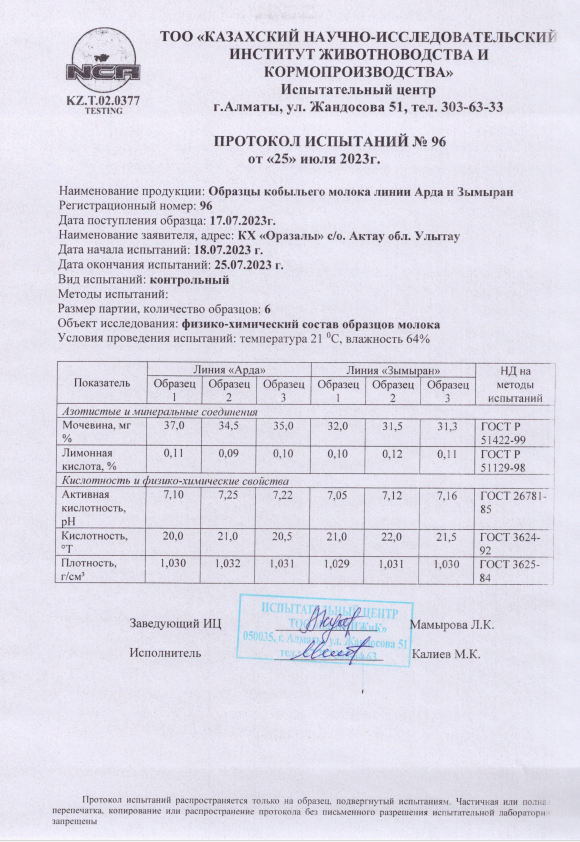 ТОО «КАЗАХСКИЙ НАУЧНО-ИССЛЕДОВАТЕЛЬСКИЙ
ИНСТИТУТ ЖИВОТНОВОДСТВА И
КОРМОПРОИЗВОДСТВА»
Испытательный центр
г.Алматы, ул. Жандосова 51, тел. 303-63-33
NCA
KZ.T.02.0377
TESTING
ПРОТОКОЛ ИСПЫТАНИЙ № 96
от «25» июля 2023г.
Наименование продукции: Образцы кобыльего молока линии Арда и Зымыран
Регистрационный номер: 96
Дата поступления образца: 17.07.2023г.
Наименование заявителя, адрес: КХ «Оразалы» с/о. Актау обл. Улытау
Дата начала испытаний: 18.07.2023 г.
Дата окончания испытаний: 25.07.2023 г.
Вид испытаний: контрольный
Методы испытаний:
Размер партии, количество образцов: 6
Объект исследования: физико-химический состав образцов молока
Условия проведения испытаний: температура 21 ⁰С, влажность 64%
Показатель Линия «Арда» Линия «Зымыран» НД на методы испытаний
Образец 1 Образец 2 Образец 3 Образец 1 Образец 2 Образец 3
Азотистые и минеральные соединения
Мочевина, мг % 37,0 34,5 35,0 32,0 31,5 31,3 ГОСТ Р 51422-99
Лимонная кислота, % 0,11 0,09 0,10 0,10 0,12 0,11 ГОСТ Р 51129-98
Кислотность и физико-химические свойства
Активная кислотность, pH 7,10 7,25 7,22 7,05 7,12 7,16 ГОСТ 26781-85
Кислотность, °Т 20,0 21,0 20,5 21,0 22,0 21,5 ГОСТ 3624-92
Плотность, г/см³ 1,030 1,032 1,031 1,029 1,031 1,030 ГОСТ 3625-84
ИСПЫТАТЕЛЬНЫЙ ЦЕНТР
ТОО
050035, г. Алматы, ул. Жандосова 51
Заведующий ИЦ Мамырова Л.К.
Исполнитель Калиев М.К.
Протокол испытаний распространяется только на образец, подвергнутый испытаниям. Частичная или полная
перепечатка, копирование или распространение протокола без письменного разрешения испытательной лаборатории
запрещены